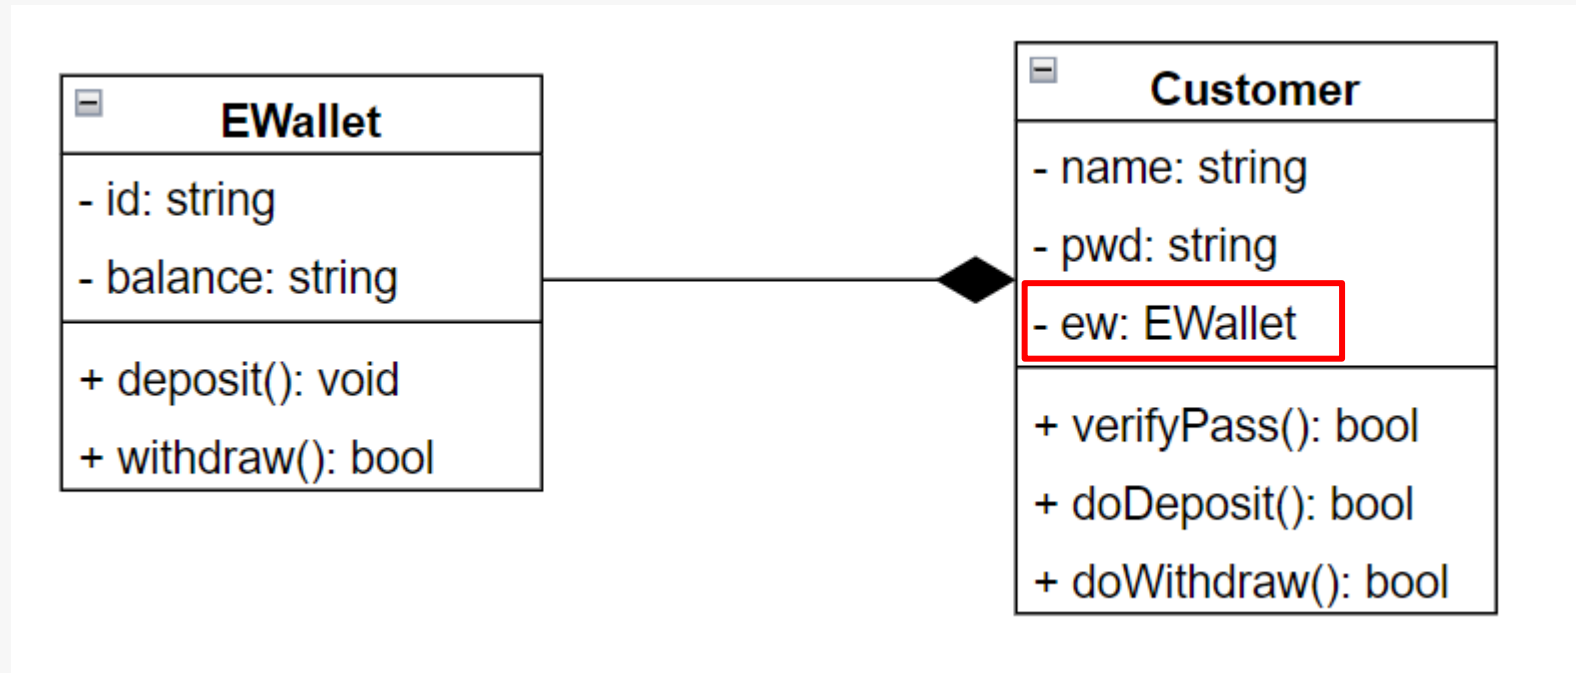 EWallet
- id: string
- balance: string
+ deposit(): void
+ withdraw(): bool
Customer
- name: string
- pwd: string
- ew: EWallet
+ verifyPass(): bool
+ doDeposit(): bool
+ doWithdraw(): bool